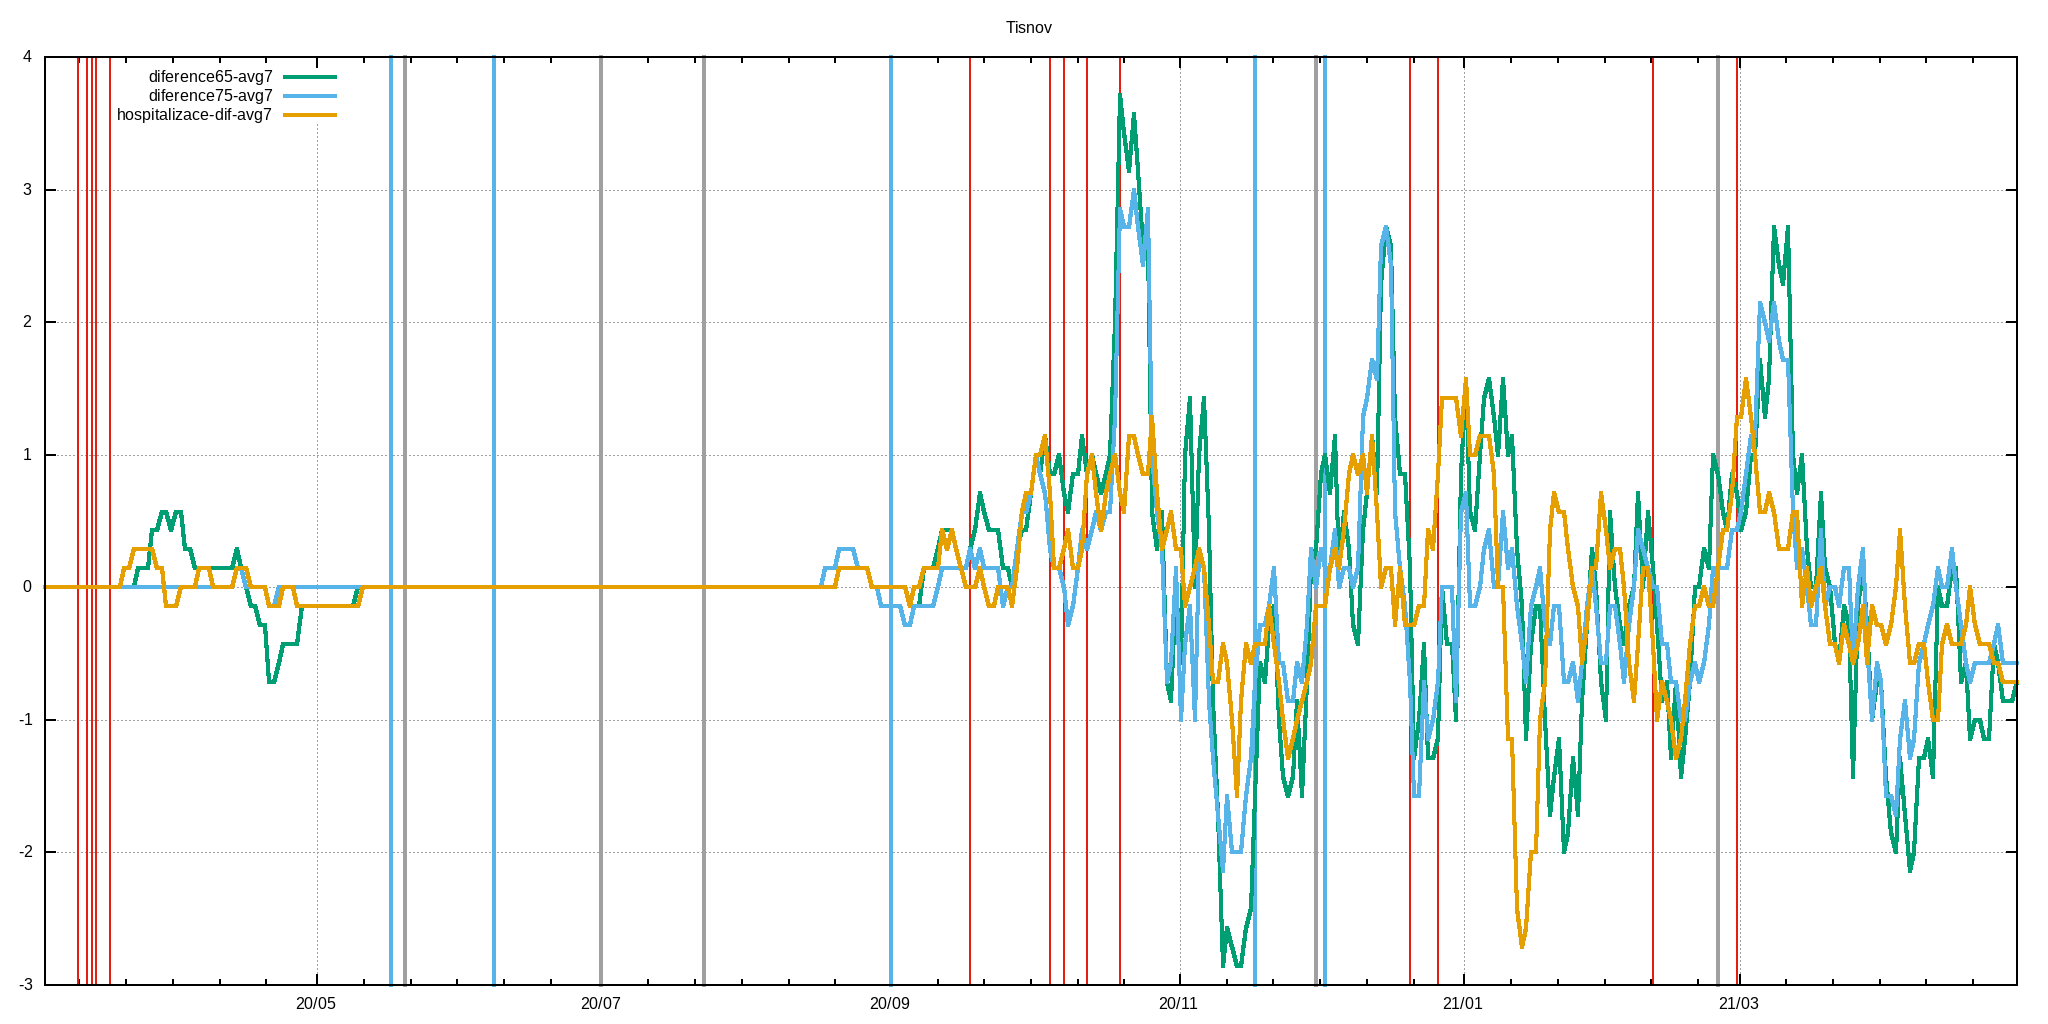 Tisnov
diference65-avg7
diference75-avg7
hospitalizace-dif-avg7
4
3
2
1
0
-1
-2
-3
20/05 20/07 20/09 20/11 21/01 21/03